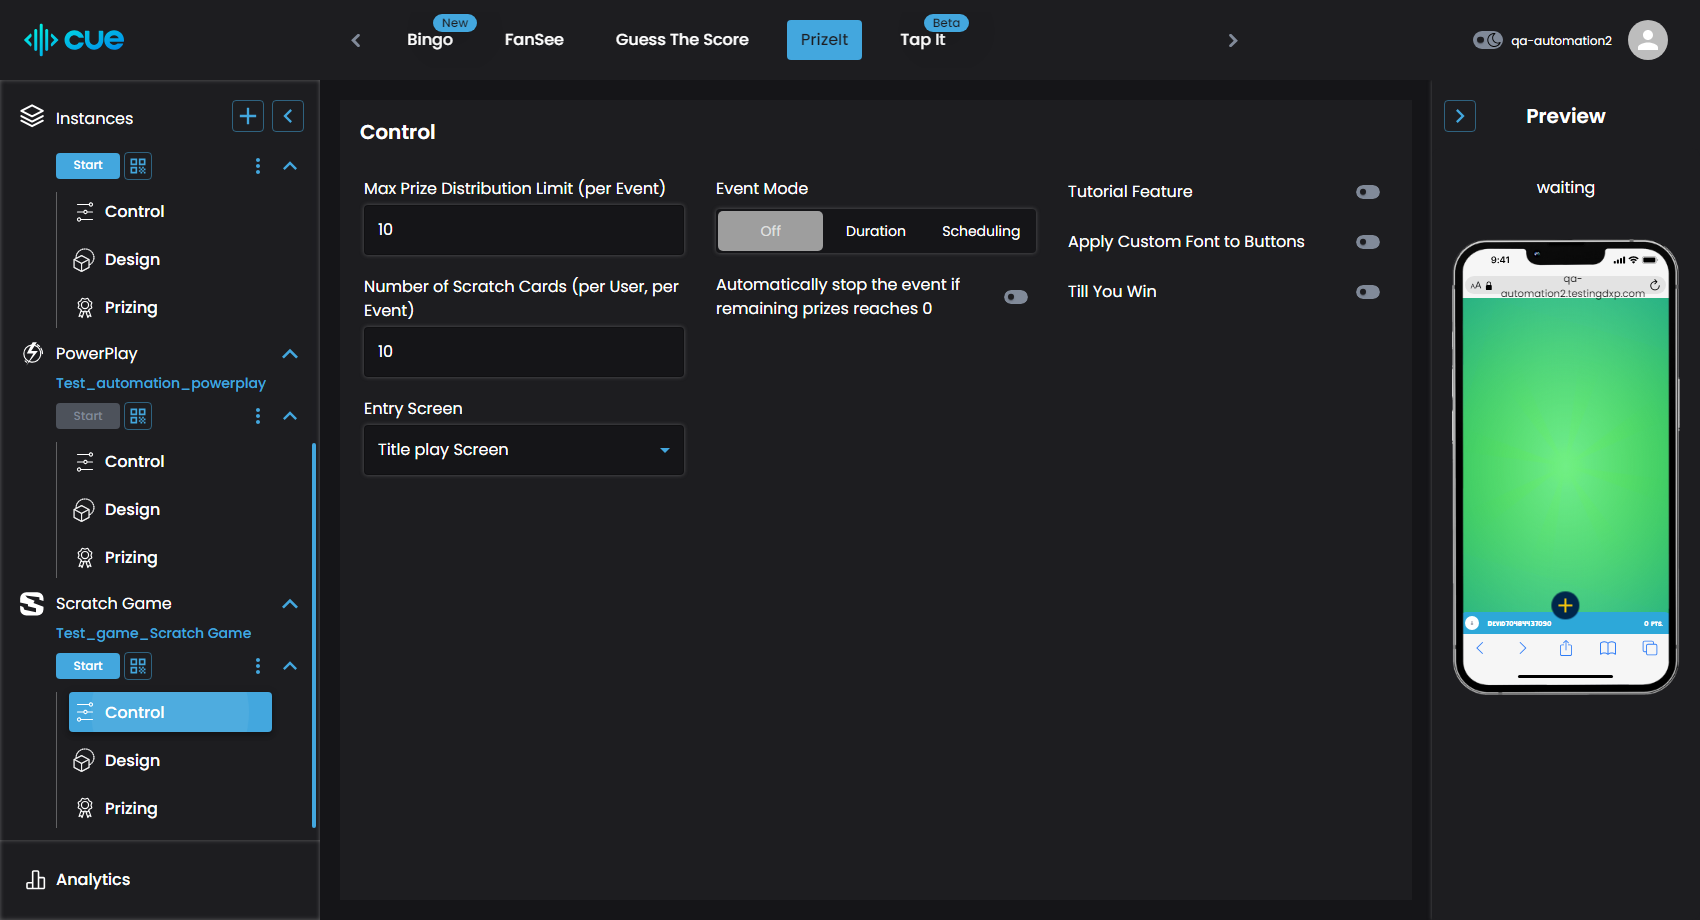 cue
New
Bingo
FanSee
Guess The Score
PrizeIt
Beta
Tap It
qa-automation2
Instances
Start
Control
Design
Prizing
PowerPlay
Test_automation_powerplay
Start
Control
Design
Prizing
Scratch Game
Test_game_Scratch Game
Start
Control
Design
Prizing
Analytics
Control
Max Prize Distribution Limit (per Event)
10
Number of Scratch Cards (per User, per
Event)
10
Entry Screen
Title play Screen
Event Mode
Off
Duration
Scheduling
Automatically stop the event if
remaining prizes reaches 0
Tutorial Feature
Apply Custom Font to Buttons
Till You Win
Preview
waiting
9:41
AA
qa-
automation2.testingdxp.com
0 PTS.